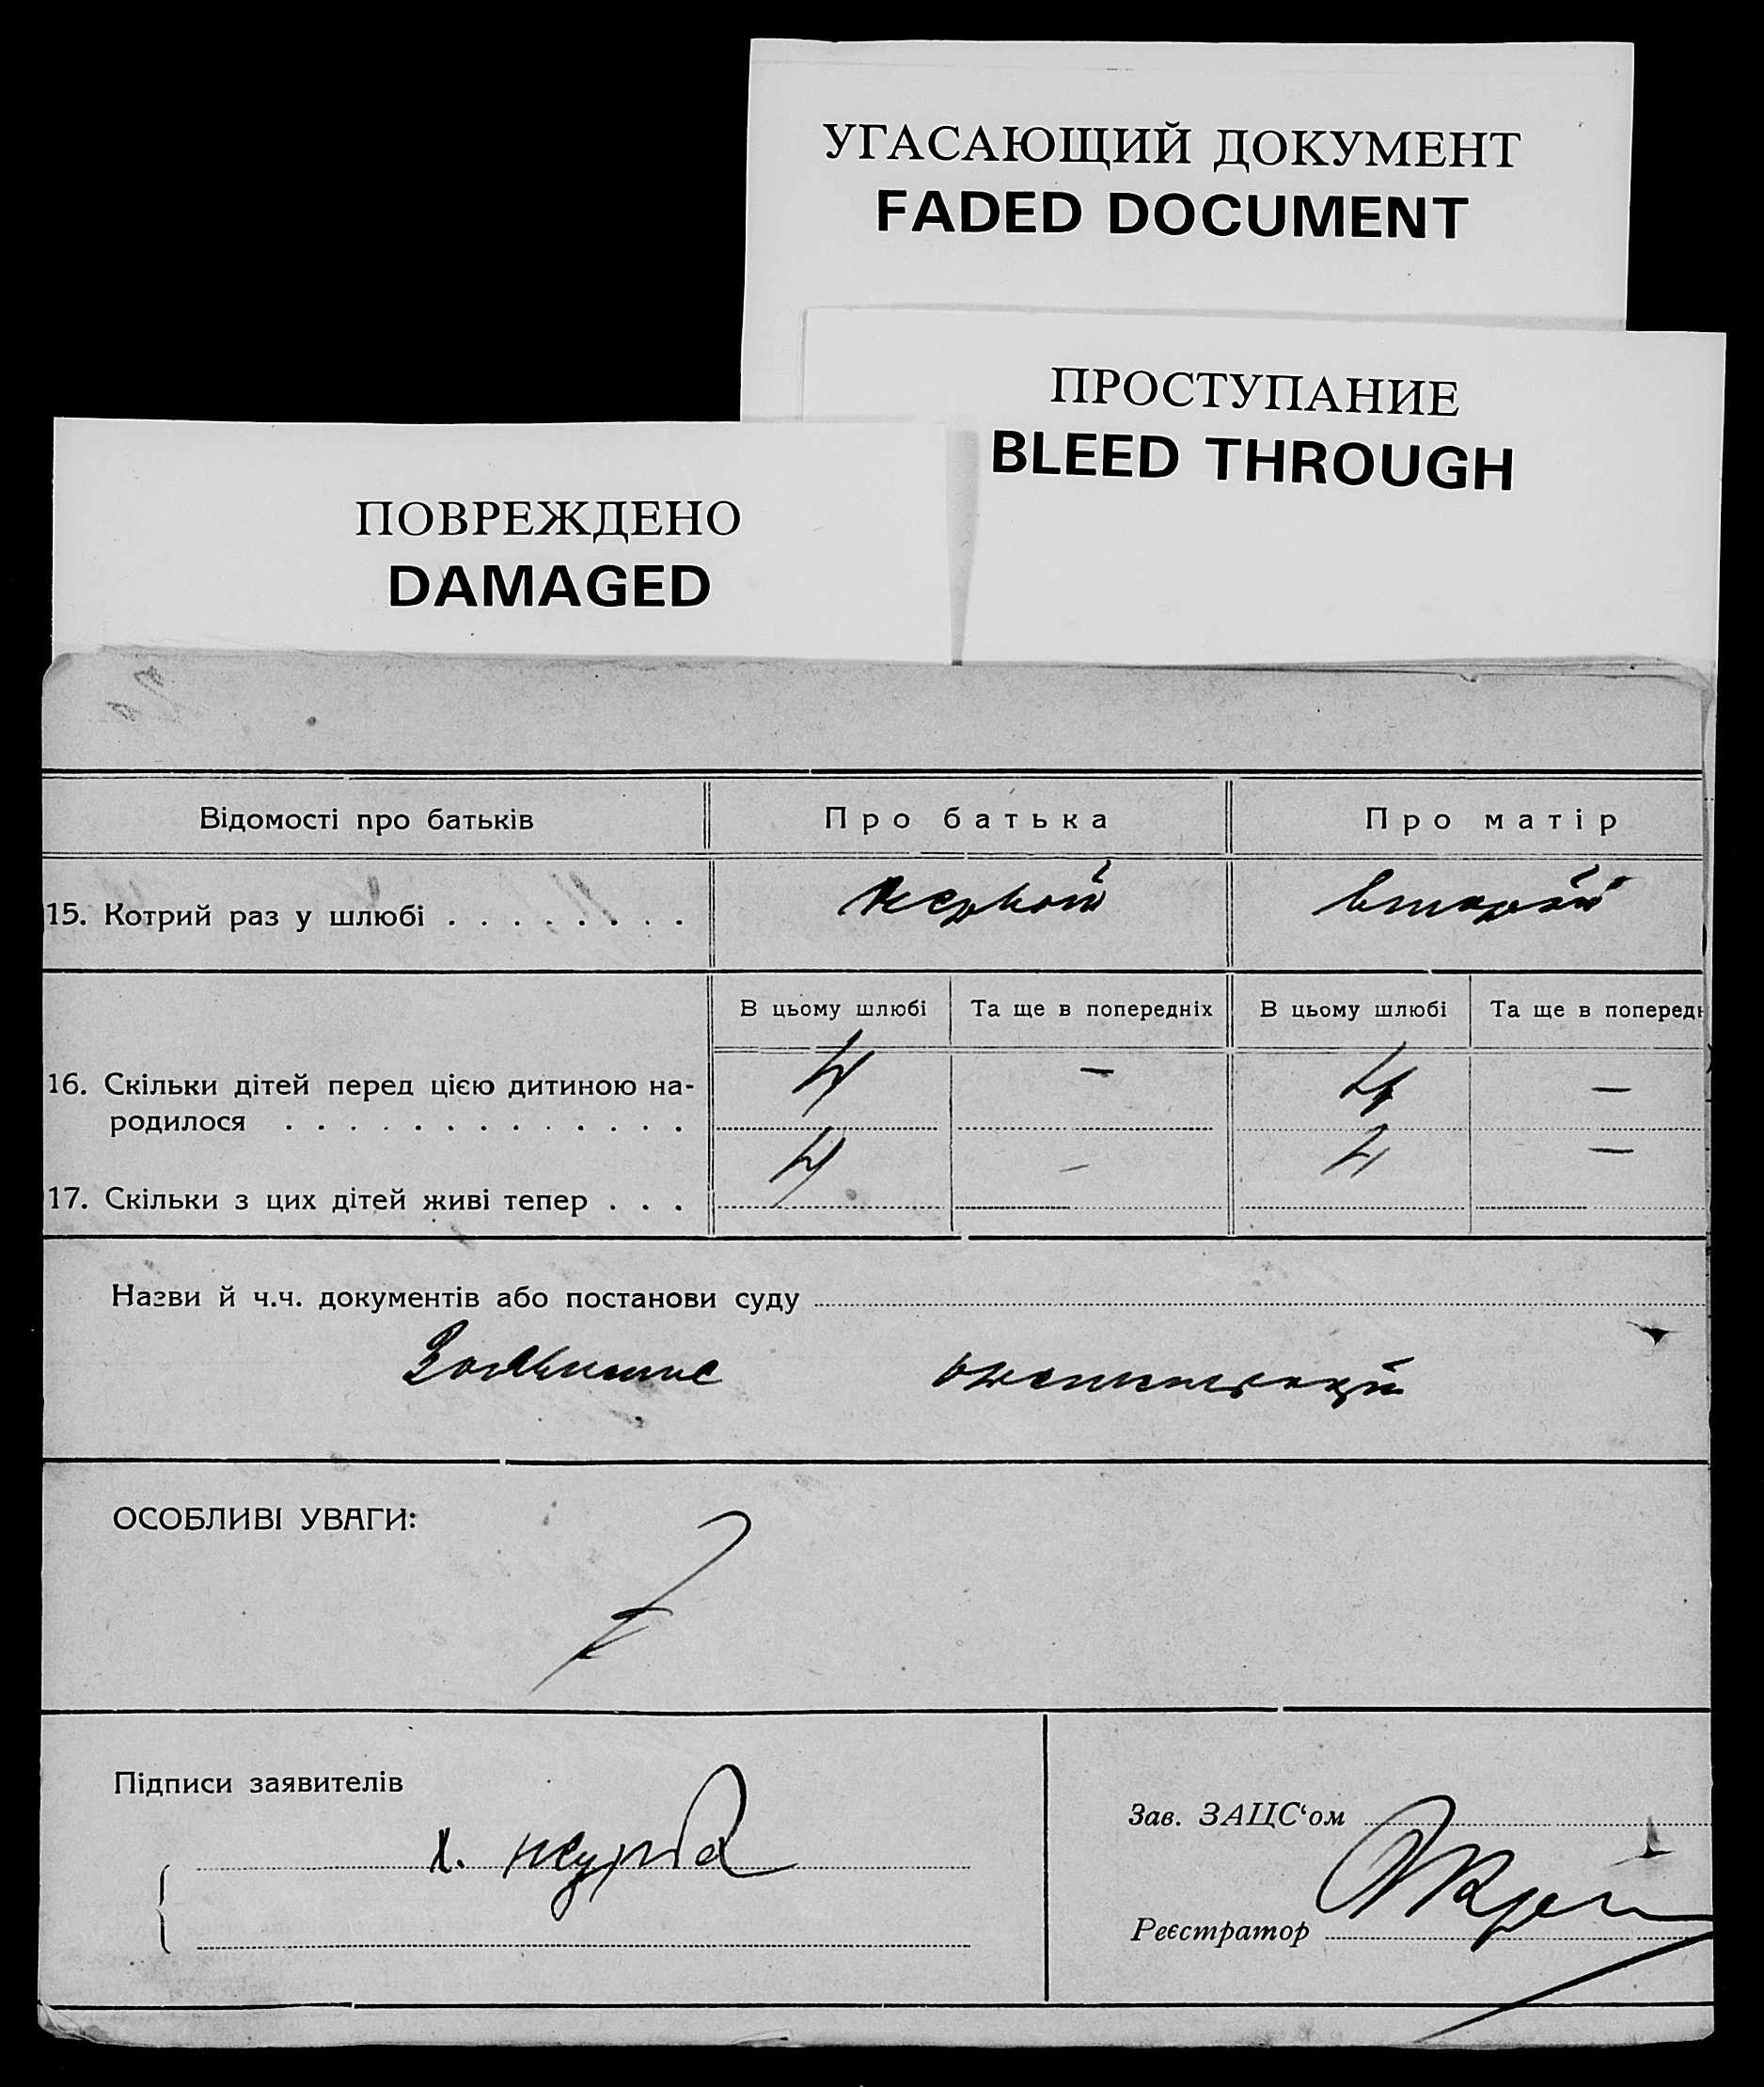 УГАСАЮЩИЙ ДОКУМЕНТ
FADED DOCUMENT
ПРОСТУПАНИЕ
BLEED THROUGH
ПОВРЕЖДЕНО
DAMAGED
Відомості про батьків Про батька Про матір
15. Котрий раз у шлюбі . . . . . . . . первой второй
В цьому шлюбі Та ще в попередніх В цьому шлюбі Та ще в поперед
16. Скільки дітей перед цією дитиною на- 4 — 4 —
родилося . . . . . . . . . . . . .
17. Скільки з цих дітей живі тепер . . . 4 — 4 —
Назви й ч.ч. документів або постанови суду
ОСОБЛИВІ УВАГИ:
Підписи заявителів
Зав. ЗАЦС‘ом
Реєстратор